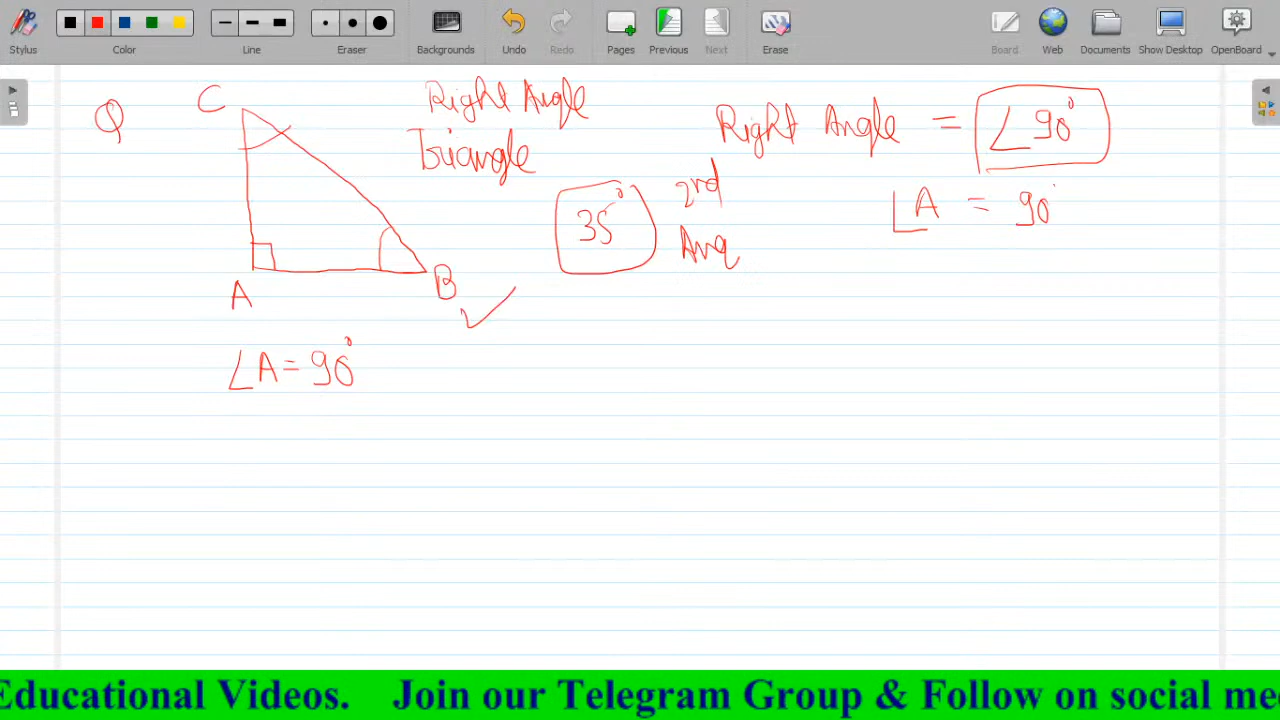 Stylus
Color
Line
Eraser
Backgrounds
Undo
Redo
Pages
Previous
Next
Erase
Board
Web
Documents
Show Desktop
OpenBoard
Q
C
Right Angle
Triangle
Right Angle = ∠90°
∠A = 90°
35°
2rd
Ang
A
B
∠A = 90°
Educational Videos. Join our Telegram Group & Follow on social me